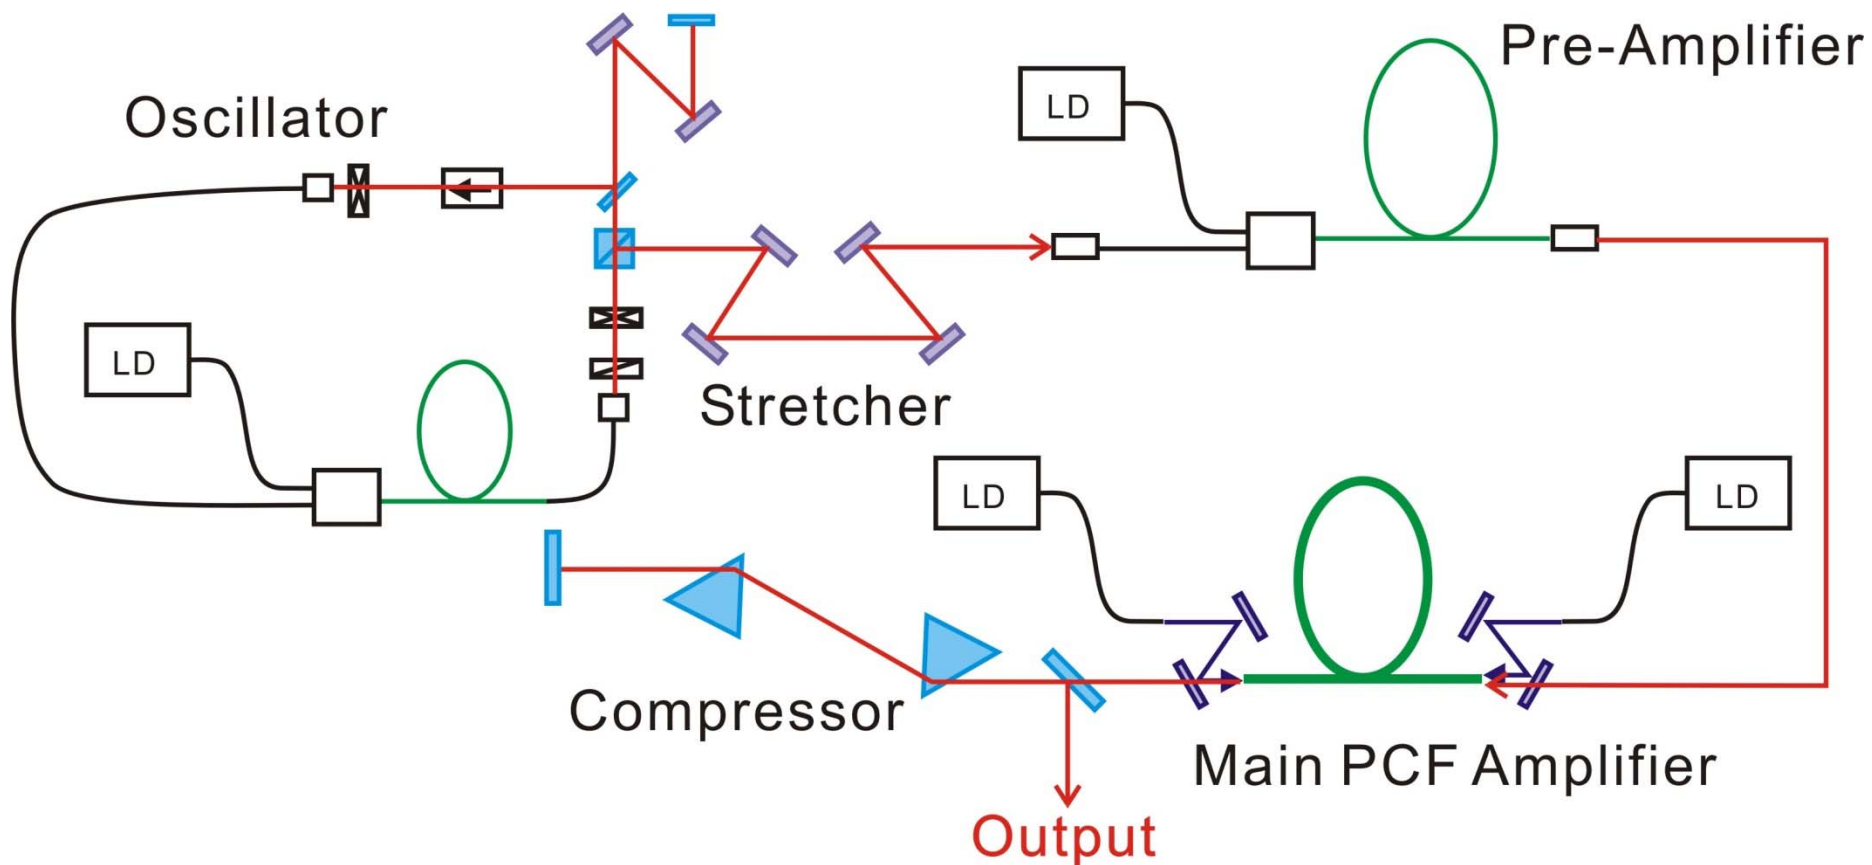 Pre-Amplifier
LD
Oscillator
LD
Stretcher
LD
LD
Compressor
Main PCF Amplifier
Output